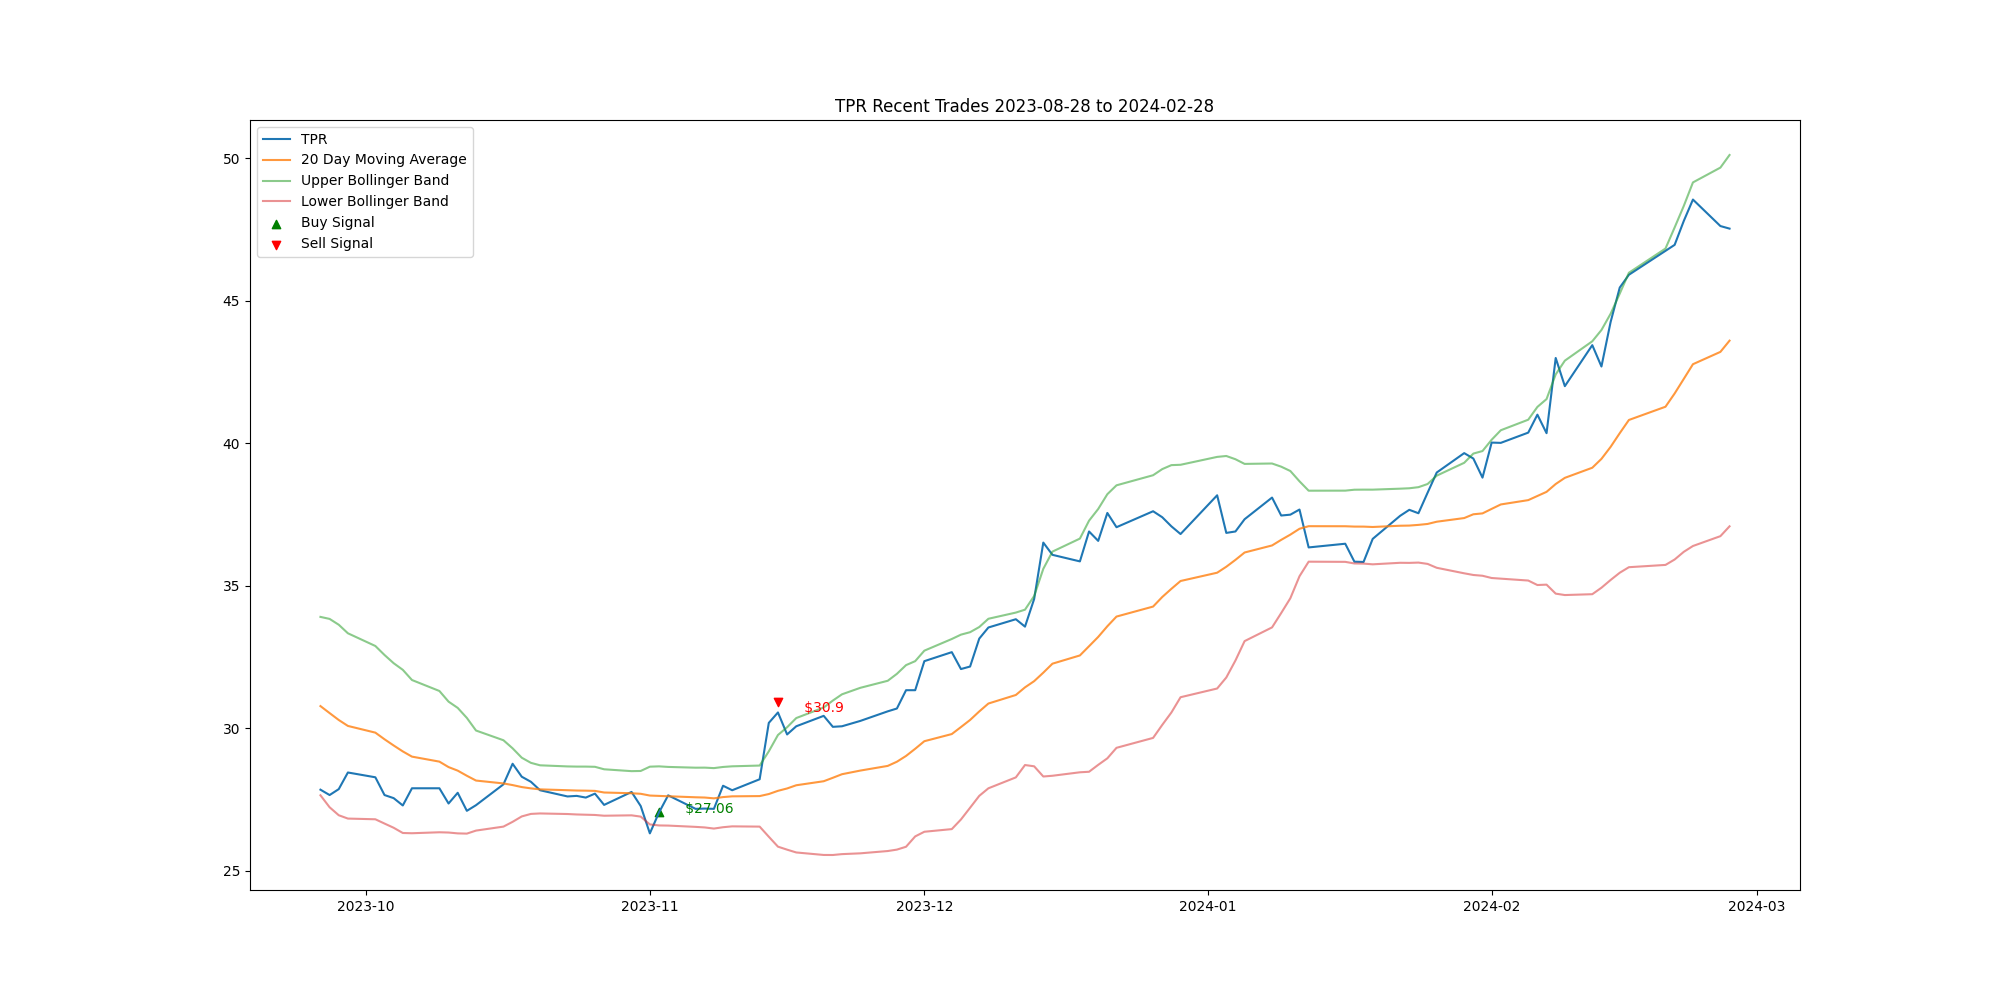 TPR Recent Trades 2023-08-28 to 2024-02-28
TPR
20 Day Moving Average
Upper Bollinger Band
Lower Bollinger Band
Buy Signal
Sell Signal
50
45
40
35
30
25
$30.9
$27.06
2023-10
2023-11
2023-12
2024-01
2024-02
2024-03